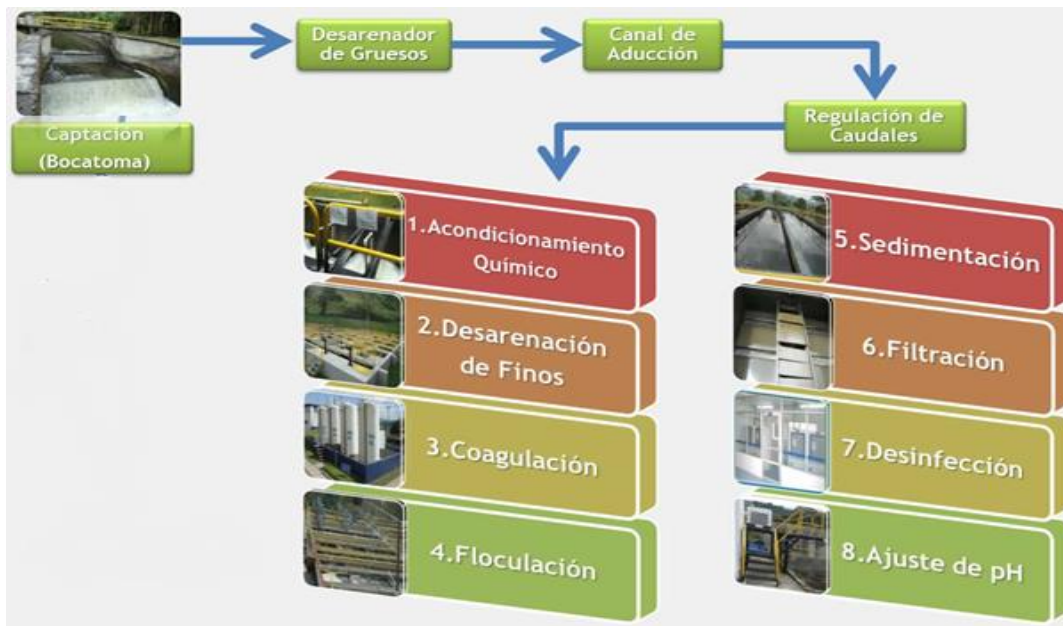 Desarenador
de Gruesos
Canal de
Aducción
Captación
(Bocatoma)
Regulación de
Caudales
1.Acondicionamiento
Químico
2.Desarenación
de Finos
3.Coagulación
4.Floculación
5.Sedimentación
6.Filtración
7.Desinfección
8.Ajuste de pH